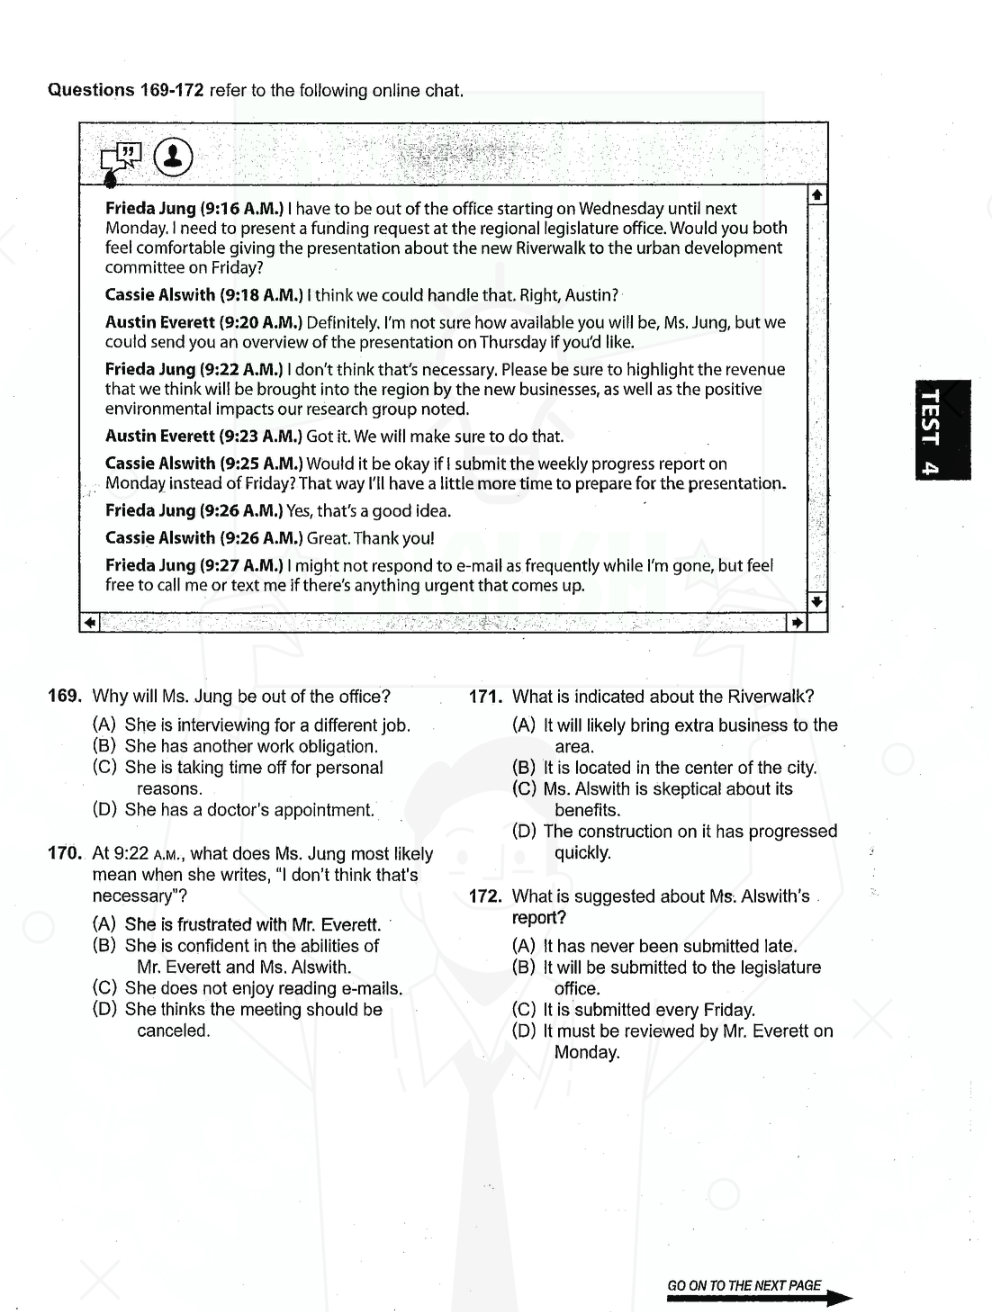 Questions 169-172 refer to the following online chat.
Frieda Jung (9:16 A.M.) I have to be out of the office starting on Wednesday until next
Monday. I need to present a funding request at the regional legislature office. Would you both
feel comfortable giving the presentation about the new Riverwalk to the urban development
committee on Friday?
Cassie Alswith (9:18 A.M.) I think we could handle that. Right, Austin?
Austin Everett (9:20 A.M.) Definitely. I'm not sure how available you will be, Ms. Jung, but we
could send you an overview of the presentation on Thursday if you'd like.
Frieda Jung (9:22 A.M.) I don't think that's necessary. Please be sure to highlight the revenue
that we think will be brought into the region by the new businesses, as well as the positive
environmental impacts our research group noted.
Austin Everett (9:23 A.M.) Got it. We will make sure to do that.
Cassie Alswith (9:25 A.M.) Would it be okay if I submit the weekly progress report on
Monday instead of Friday? That way I'll have a little more time to prepare for the presentation.
Frieda Jung (9:26 A.M.) Yes, that's a good idea.
Cassie Alswith (9:26 A.M.) Great. Thank you!
Frieda Jung (9:27 A.M.) I might not respond to e-mail as frequently while I'm gone, but feel
free to call me or text me if there's anything urgent that comes up.
TEST 4
169. Why will Ms. Jung be out of the office?
(A) She is interviewing for a different job.
(B) She has another work obligation.
(C) She is taking time off for personal
reasons.
(D) She has a doctor's appointment.
170. At 9:22 A.M., what does Ms. Jung most likely
mean when she writes, "I don't think that's
necessary"?
(A) She is frustrated with Mr. Everett.
(B) She is confident in the abilities of
Mr. Everett and Ms. Alswith.
(C) She does not enjoy reading e-mails.
(D) She thinks the meeting should be
canceled.
171. What is indicated about the Riverwalk?
(A) It will likely bring extra business to the
area.
(B) It is located in the center of the city.
(C) Ms. Alswith is skeptical about its
benefits.
(D) The construction on it has progressed
quickly.
172. What is suggested about Ms. Alswith's
report?
(A) It has never been submitted late.
(B) It will be submitted to the legislature
office.
(C) It is submitted every Friday.
(D) It must be reviewed by Mr. Everett on
Monday.
GO ON TO THE NEXT PAGE